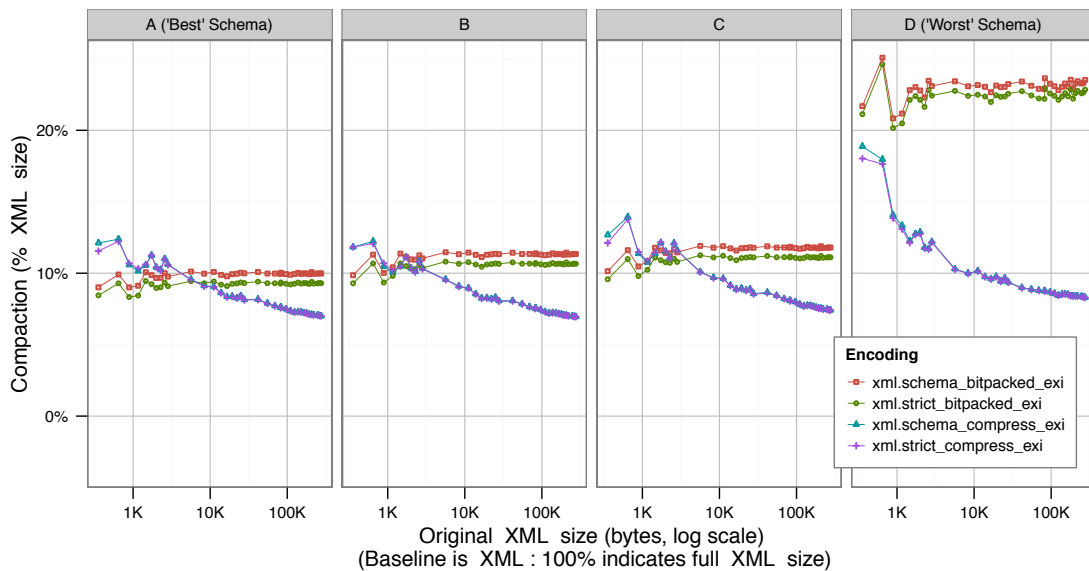 A ('Best' Schema)
B
C
D ('Worst' Schema)
Compaction (% XML size)
20%
10%
0%
Encoding
xml.schema_bitpacked_exi
xml.strict_bitpacked_exi
xml.schema_compress_exi
xml.strict_compress_exi
1K 10K 100K
1K 10K 100K
1K 10K 100K
1K 10K 100K
Original XML size (bytes, log scale)
(Baseline is XML : 100% indicates full XML size)